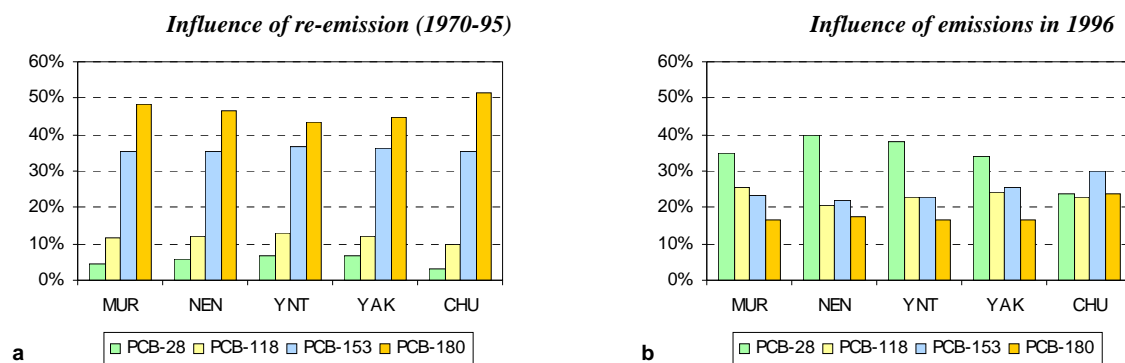 Influence of re-emission (1970-95)
60%
50%
40%
30%
20%
10%
0%
MUR NEN YNT YAK CHU
PCB-28 PCB-118 PCB-153 PCB-180
a
Influence of emissions in 1996
60%
50%
40%
30%
20%
10%
0%
MUR NEN YNT YAK CHU
PCB-28 PCB-118 PCB-153 PCB-180
b